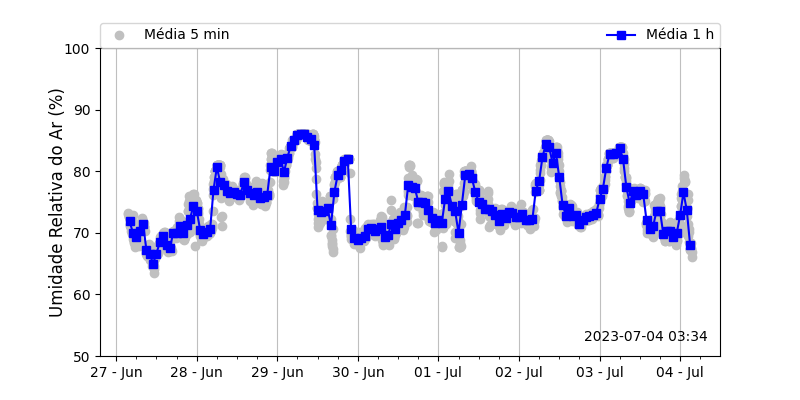 Média 5 min
Média 1 h
Umidade Relativa do Ar (%)
100
90
80
70
60
50
2023-07-04 03:34
27 - Jun
28 - Jun
29 - Jun
30 - Jun
01 - Jul
02 - Jul
03 - Jul
04 - Jul